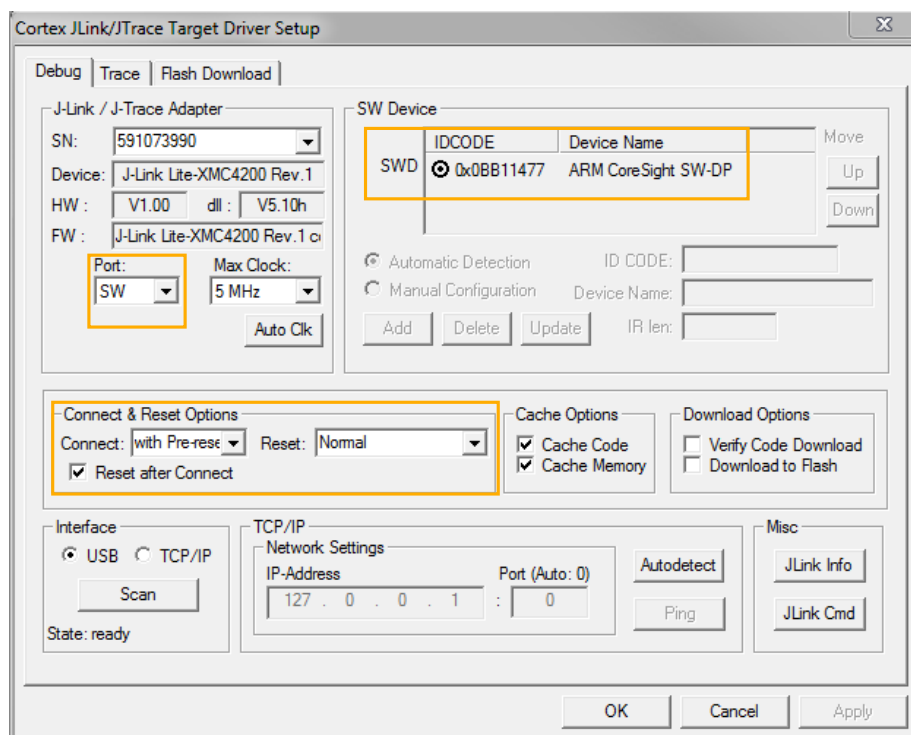 Cortex JLink/JTrace Target Driver Setup
Debug Trace Flash Download
J-Link / J-Trace Adapter
SN: 591073990
Device: J-Link Lite-XMC4200 Rev.1
HW : V1.00 dll : V5.10h
FW : J-Link Lite-XMC4200 Rev.1 co
Port: Max Clock:
SW 5 MHz
Auto Clk
SW Device
IDCODE Device Name Move
SWD 0x0BB11477 ARM CoreSight SW-DP Up
Down
Automatic Detection ID CODE:
Manual Configuration Device Name:
Add Delete Update IR len:
Connect & Reset Options
Connect: with Pre-rese Reset: Normal
Reset after Connect
Cache Options
Cache Code
Cache Memory
Download Options
Verify Code Download
Download to Flash
Interface
USB TCP/IP
Scan
State: ready
TCP/IP
Network Settings
IP-Address Port (Auto: 0)
127 . 0 . 0 . 1 : 0
Autodetect
Ping
Misc
JLink Info
JLink Cmd
OK Cancel Apply